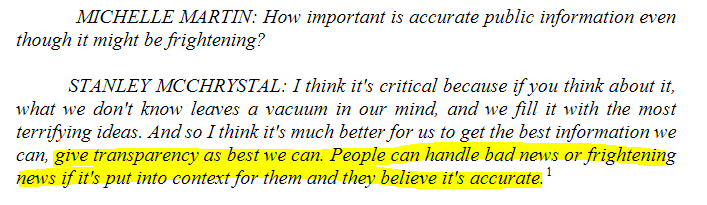 MICHELLE MARTIN: How important is accurate public information even
though it might be frightening?
STANLEY MCCHRYSTAL: I think it's critical because if you think about it,
what we don't know leaves a vacuum in our mind, and we fill it with the most
terrifying ideas. And so I think it's much better for us to get the best information we
can, give transparency as best we can. People can handle bad news or frightening
news if it's put into context for them and they believe it's accurate.1